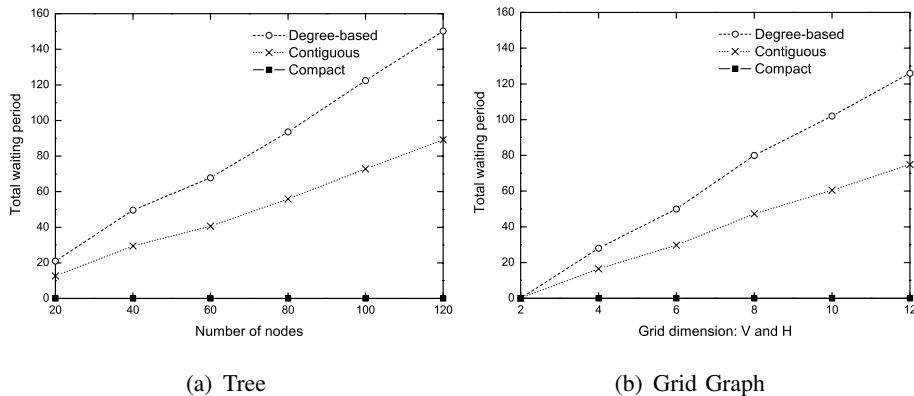 160
140
120
100
80
60
40
20
0
Total waiting period
Degree-based
Contiguous
Compact
20 40 60 80 100 120
Number of nodes
(a) Tree
160
140
120
100
80
60
40
20
0
Total waiting period
Degree-based
Contiguous
Compact
2 4 6 8 10 12
Grid dimension: V and H
(b) Grid Graph